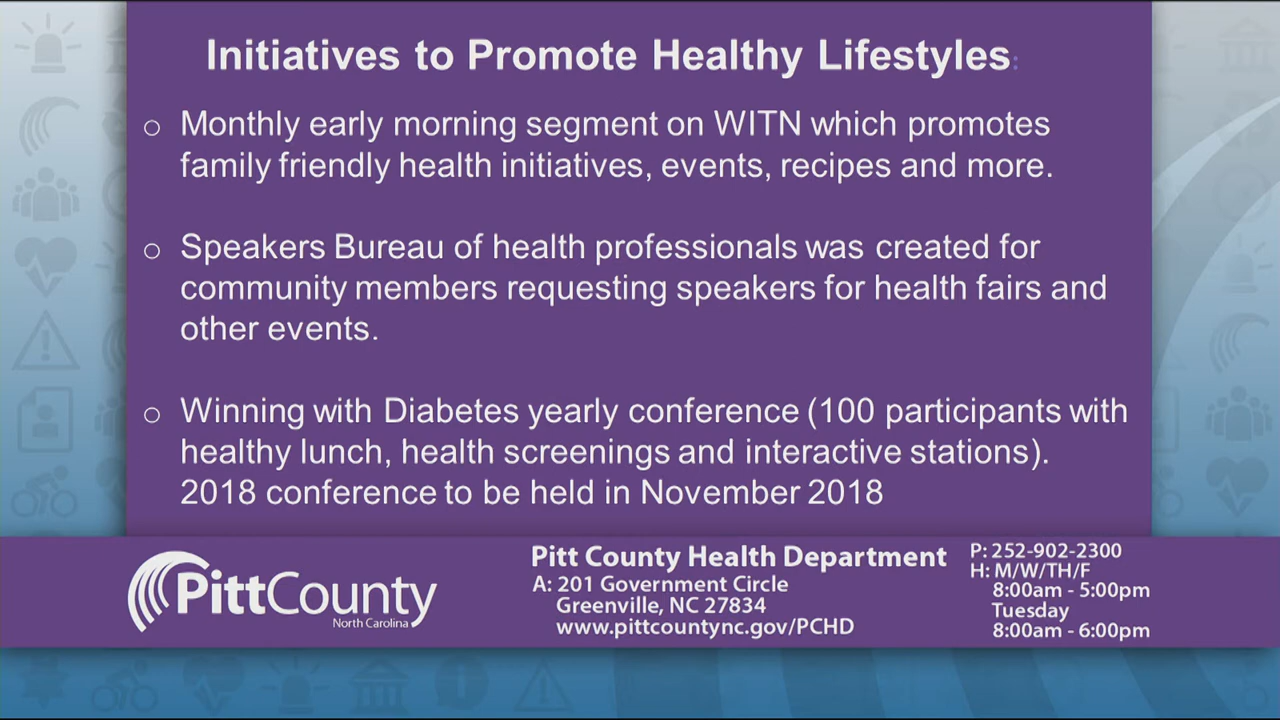 Initiatives to Promote Healthy Lifestyles:
o Monthly early morning segment on WITN which promotes
family friendly health initiatives, events, recipes and more.
o Speakers Bureau of health professionals was created for
community members requesting speakers for health fairs and
other events.
o Winning with Diabetes yearly conference (100 participants with
healthy lunch, health screenings and interactive stations).
2018 conference to be held in November 2018
PittCounty
North Carolina
Pitt County Health Department
A: 201 Government Circle
Greenville, NC 27834
www.pittcountync.gov/PCHD
P: 252-902-2300
H: M/W/TH/F
8:00am - 5:00pm
Tuesday
8:00am - 6:00pm